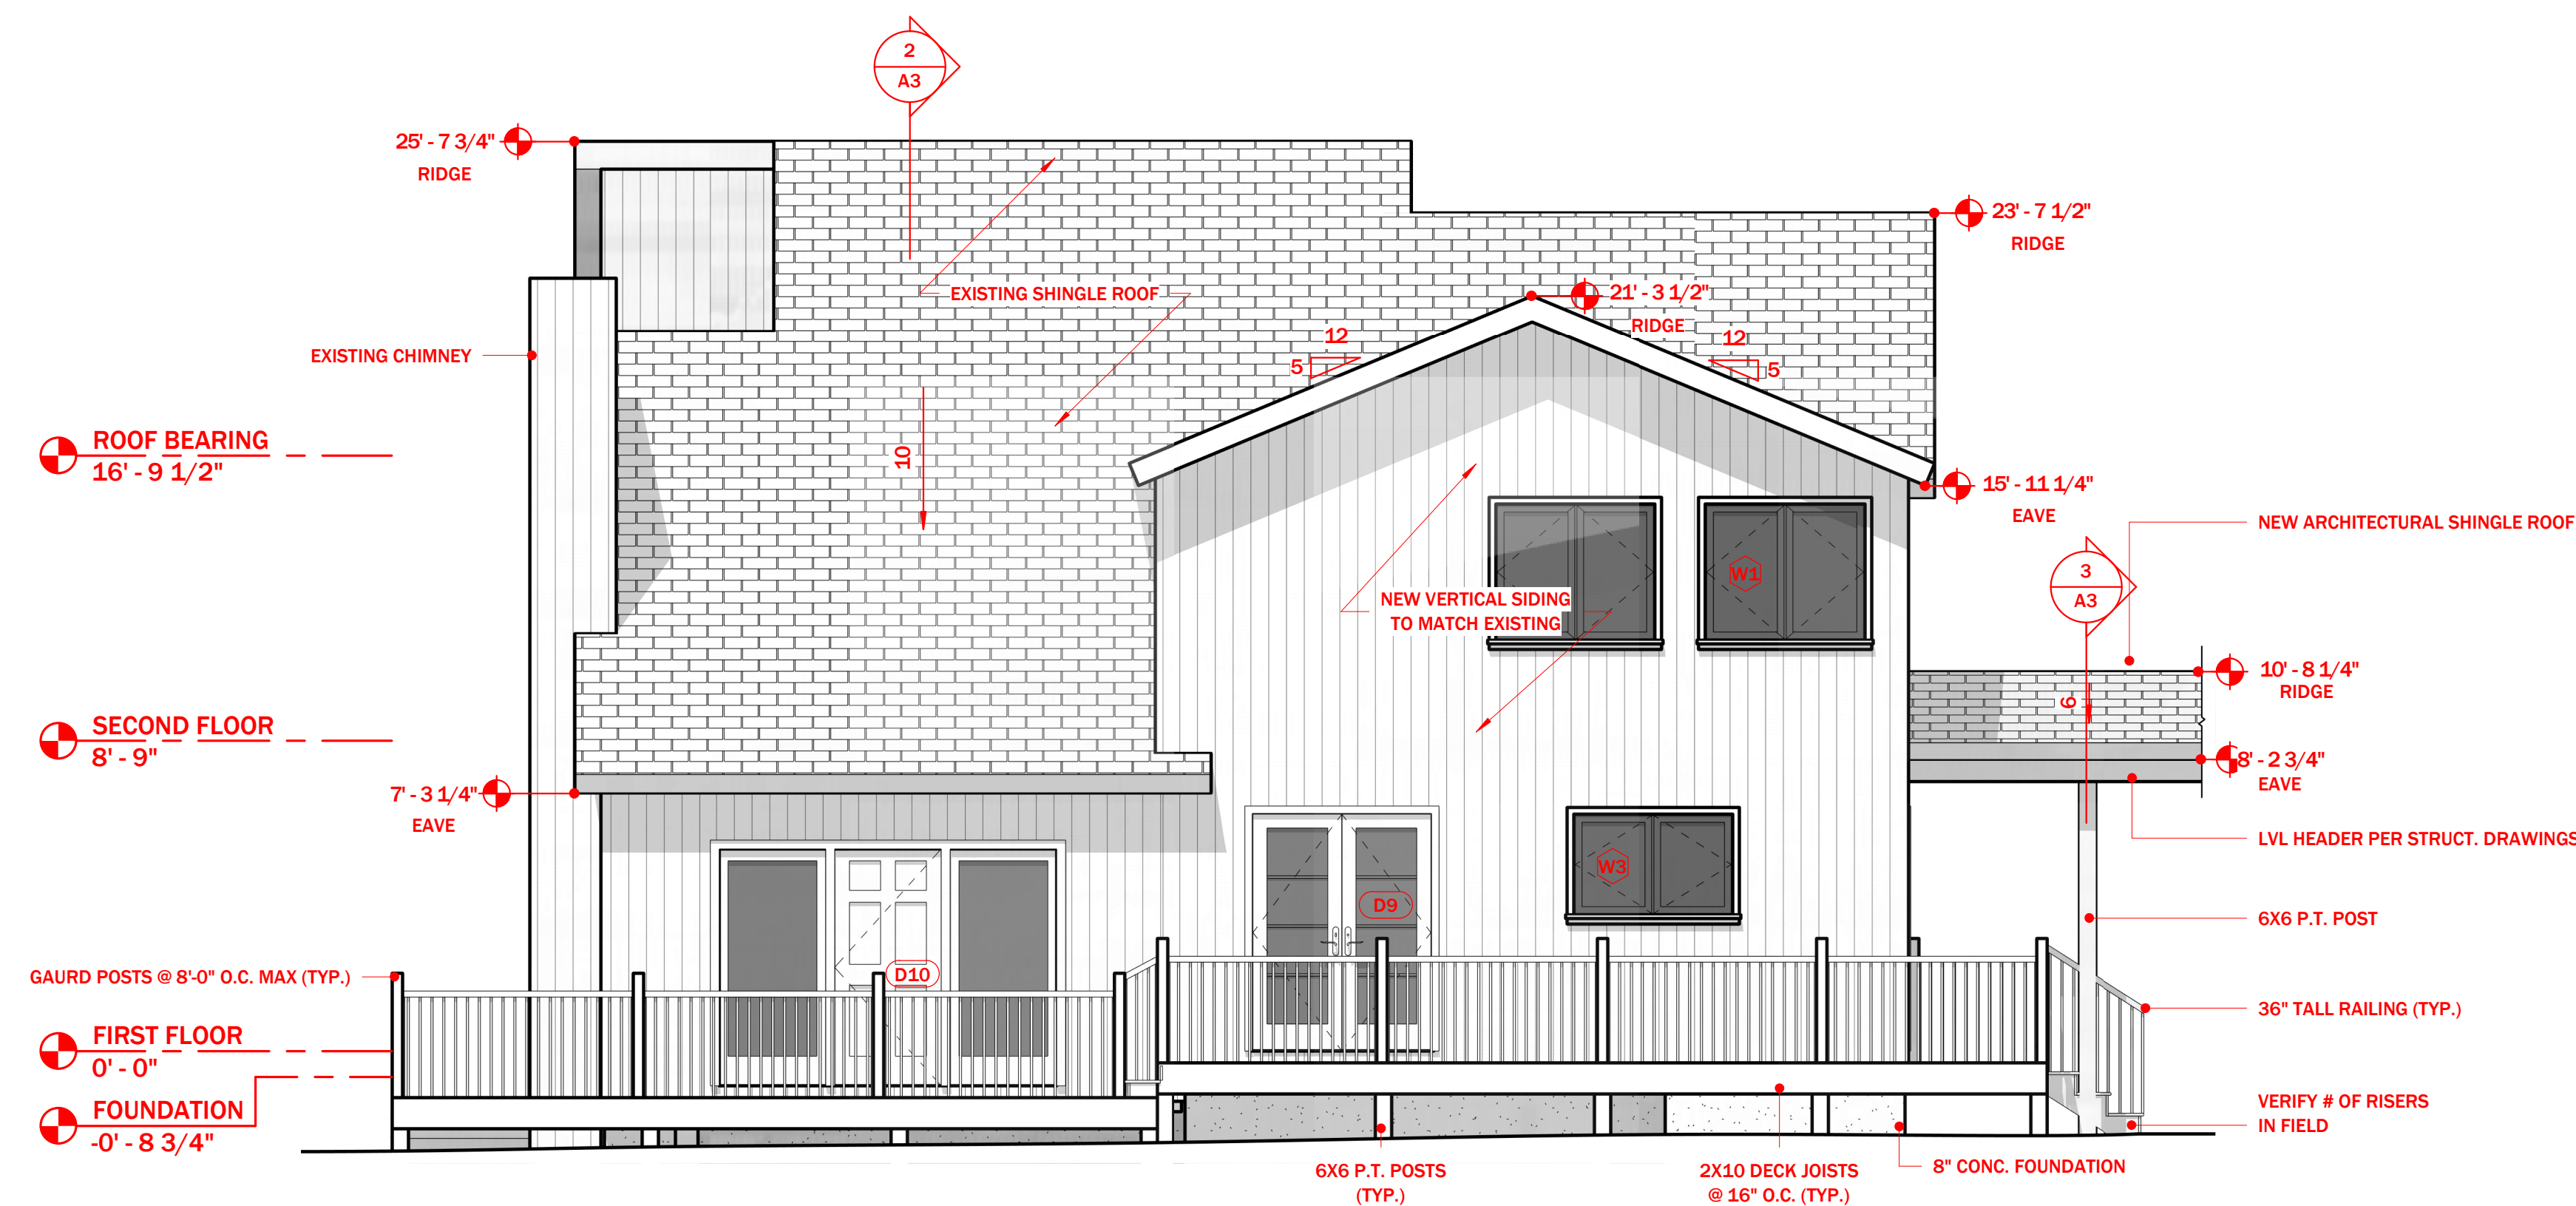 2
A3
25' - 7 3/4"
RIDGE
23' - 7 1/2"
RIDGE
EXISTING SHINGLE ROOF
21' - 3 1/2"
RIDGE
12
5
12
5
EXISTING CHIMNEY
ROOF BEARING
16' - 9 1/2"
10
15' - 11 1/4"
EAVE
NEW ARCHITECTURAL SHINGLE ROOF
3
A3
W1
NEW VERTICAL SIDING
TO MATCH EXISTING
10' - 8 1/4"
RIDGE
6
SECOND FLOOR
8' - 9"
8' - 2 3/4"
EAVE
7' - 3 1/4"
EAVE
LVL HEADER PER STRUCT. DRAWINGS
W3
D9
6X6 P.T. POST
D10
GAURD POSTS @ 8'-0" O.C. MAX (TYP.)
36" TALL RAILING (TYP.)
FIRST FLOOR
0' - 0"
FOUNDATION
-0' - 8 3/4"
VERIFY # OF RISERS
IN FIELD
6X6 P.T. POSTS
(TYP.)
2X10 DECK JOISTS
@ 16" O.C. (TYP.)
8" CONC. FOUNDATION